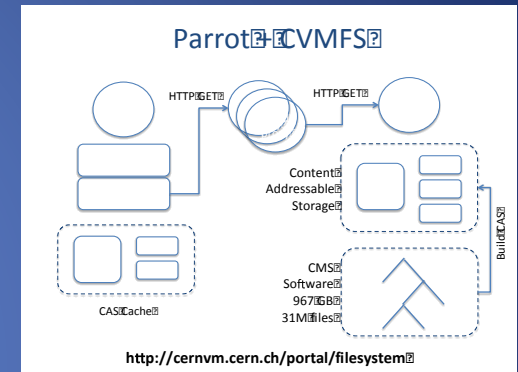 Parrot + CVMFS
HTTP GET
HTTP GET
Content
Addressable
Storage
Build CAS
CMS
Software
967 GB
31M files
CAS Cache
http://cernvm.cern.ch/portal/filesystem